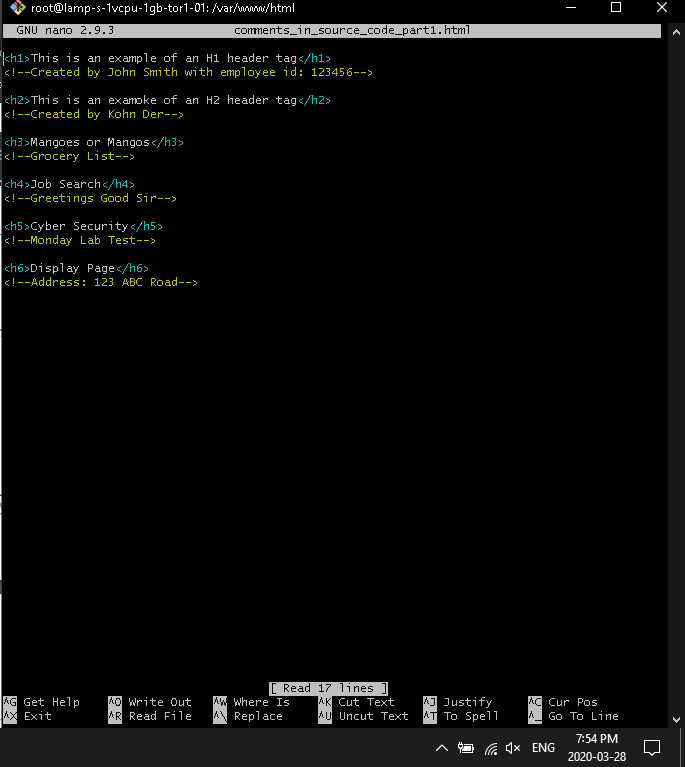 root@lamp-s-1vcpu-1gb-tor1-01: /var/www/html
GNU nano 2.9.3 comments_in_source_code_part1.html
<h1>This is an example of an H1 header tag</h1>
<!--Created by John Smith with employee id: 123456-->
<h2>This is an examoke of an H2 header tag</h2>
<!--Created by Kohn Der-->
<h3>Mangoes or Mangos</h3>
<!--Grocery List-->
<h4>Job Search</h4>
<!--Greetings Good Sir-->
<h5>Cyber Security</h5>
<!--Monday Lab Test-->
<h6>Display Page</h6>
<!--Address: 123 ABC Road-->
[ Read 17 lines ]
^G Get Help ^O Write Out ^W Where Is ^K Cut Text ^J Justify ^C Cur Pos
^X Exit ^R Read File ^\ Replace ^U Uncut Text ^T To Spell ^_ Go To Line
ENG 7:54 PM
2020-03-28